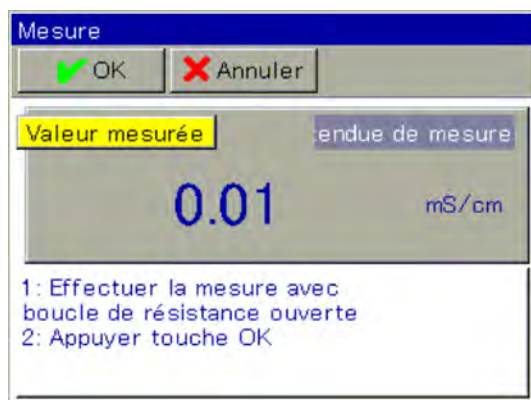 Mesure
OK Annuler
Valeur mesurée endue de mesure
0.01 mS/cm
1: Effectuer la mesure avec
boucle de résistance ouverte
2: Appuyer touche OK